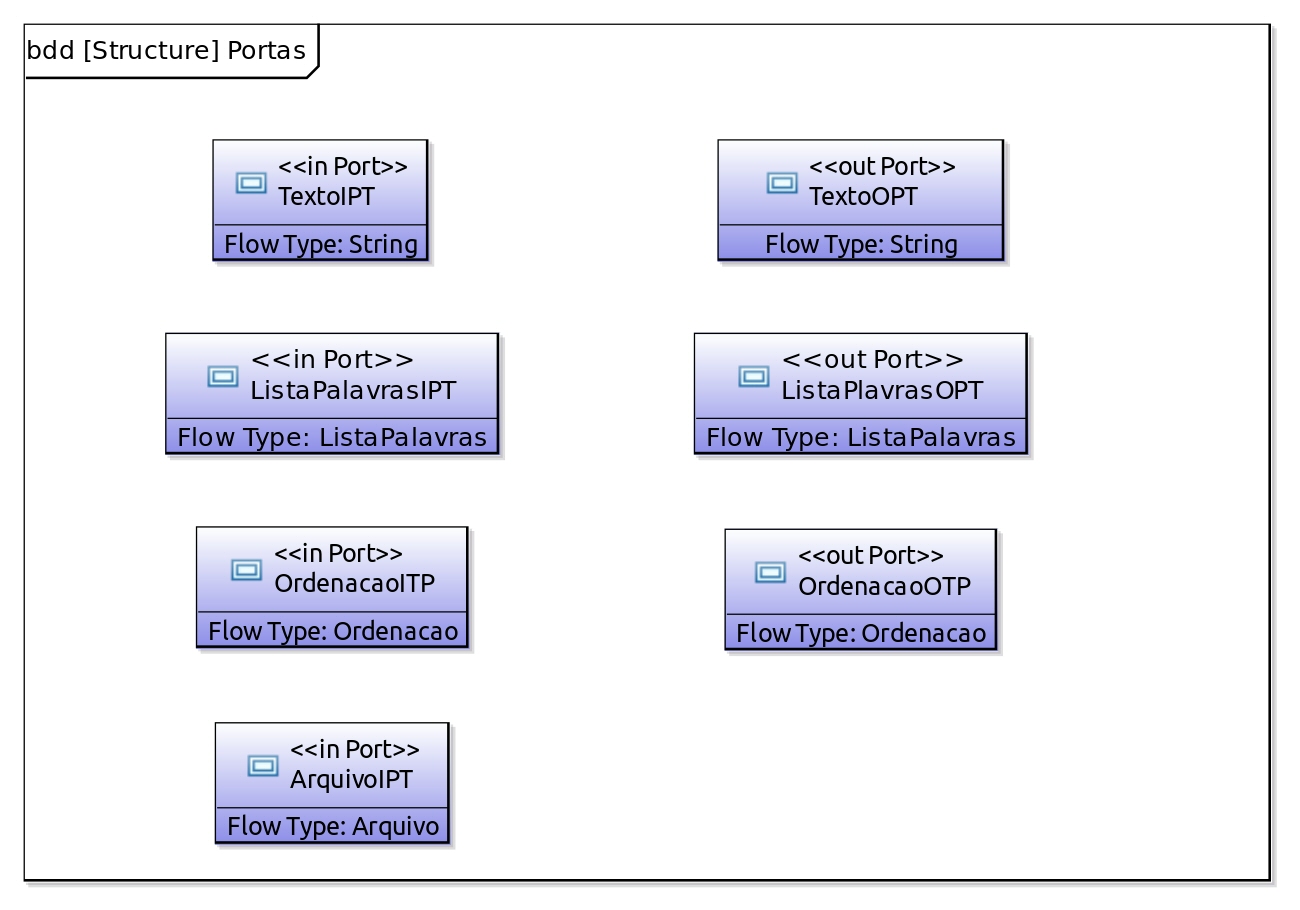 bdd [Structure] Portas
<<in Port>>
TextoIPT
Flow Type: String
<<out Port>>
TextoOPT
Flow Type: String
<<in Port>>
ListaPalavrasIPT
Flow Type: ListaPalavras
<<out Port>>
ListaPlavrasOPT
Flow Type: ListaPalavras
<<in Port>>
OrdenacaoITP
Flow Type: Ordenacao
<<out Port>>
OrdenacaoOTP
Flow Type: Ordenacao
<<in Port>>
ArquivoIPT
Flow Type: Arquivo